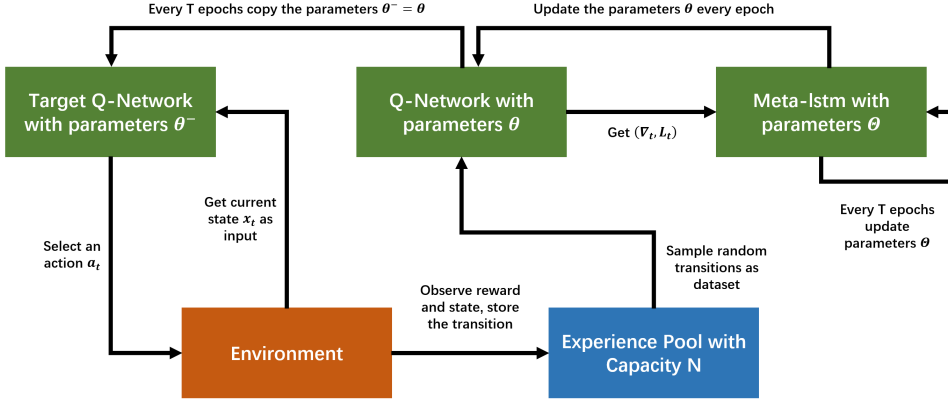 Every T epochs copy the parameters θ⁻ = θ
Update the parameters θ every epoch
Target Q-Network
with parameters θ⁻
Q-Network with
parameters θ
Meta-lstm with
parameters Θ
Get (∇ₜ, Lₜ)
Get current
state xₜ as
input
Select an
action aₜ
Every T epochs
update
parameters Θ
Sample random
transitions as
dataset
Observe reward
and state, store
the transition
Environment
Experience Pool with
Capacity N